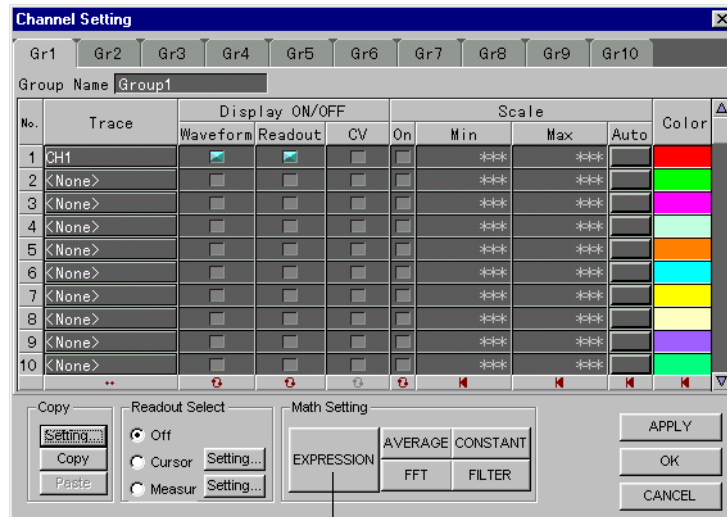 Channel Setting
Gr1 Gr2 Gr3 Gr4 Gr5 Gr6 Gr7 Gr8 Gr9 Gr10
Group Name Group1
No. Trace Display ON/OFF Scale Color
Waveform Readout CV On Min Max Auto
1 CH1 *** ***
2 <None> *** ***
3 <None> *** ***
4 <None> *** ***
5 <None> *** ***
6 <None> *** ***
7 <None> *** ***
8 <None> *** ***
9 <None> *** ***
10 <None> *** ***
Copy Readout Select Math Setting
Setting... Off EXPRESSION AVERAGE CONSTANT APPLY
Copy Cursor Setting... FFT FILTER OK
Paste Measur Setting... CANCEL